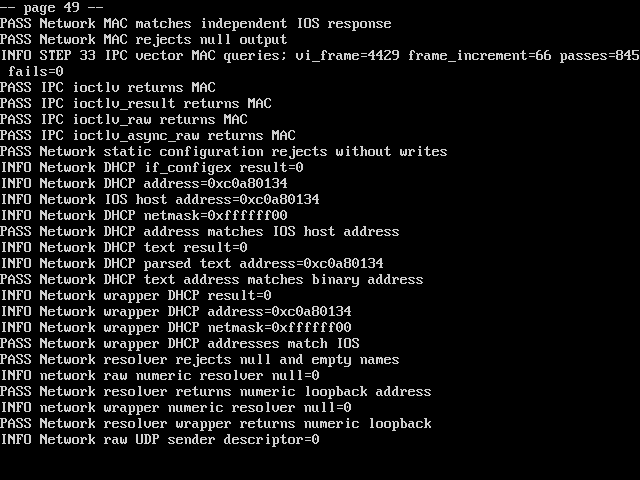 -- page 49 --
PASS Network MAC matches independent IOS response
PASS Network MAC rejects null output
INFO STEP 33 IPC vector MAC queries; vi_frame=4429 frame_increment=66 passes=845
 fails=0
PASS IPC ioctlv returns MAC
PASS IPC ioctlv_result returns MAC
PASS IPC ioctlv_raw returns MAC
PASS IPC ioctlv_async_raw returns MAC
PASS Network static configuration rejects without writes
INFO Network DHCP if_configex result=0
INFO Network DHCP address=0xc0a80134
INFO Network IOS host address=0xc0a80134
INFO Network DHCP netmask=0xffffff00
PASS Network DHCP address matches IOS host address
INFO Network DHCP text result=0
INFO Network DHCP parsed text address=0xc0a80134
PASS Network DHCP text address matches binary address
INFO Network wrapper DHCP result=0
INFO Network wrapper DHCP address=0xc0a80134
INFO Network wrapper DHCP netmask=0xffffff00
PASS Network wrapper DHCP addresses match IOS
PASS Network resolver rejects null and empty names
INFO network raw numeric resolver null=0
PASS Network resolver returns numeric loopback address
INFO network wrapper numeric resolver null=0
PASS Network resolver wrapper returns numeric loopback
INFO Network raw UDP sender descriptor=0